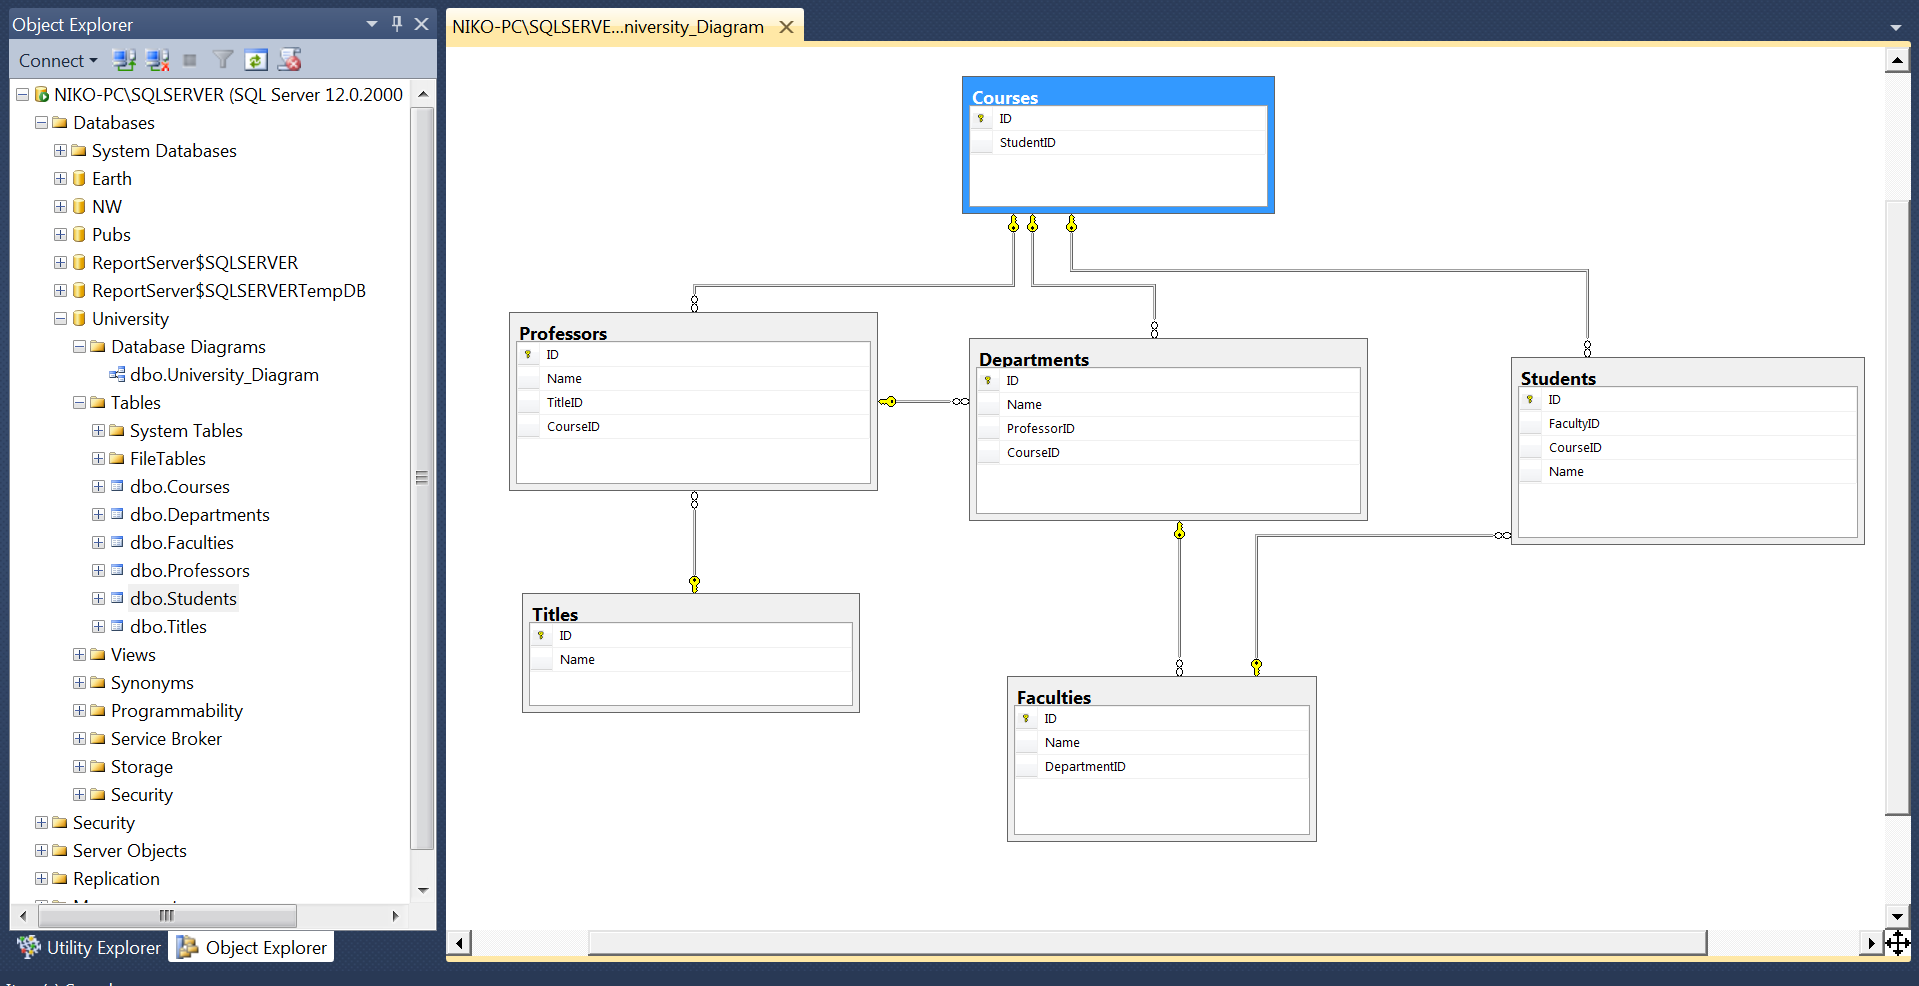 Object Explorer
Connect
NIKO-PC\SQLSERVER (SQL Server 12.0.2000
Databases
System Databases
Earth
NW
Pubs
ReportServer$SQLSERVER
ReportServer$SQLSERVERTempDB
University
Database Diagrams
dbo.University_Diagram
Tables
System Tables
FileTables
dbo.Courses
dbo.Departments
dbo.Faculties
dbo.Professors
dbo.Students
dbo.Titles
Views
Synonyms
Programmability
Service Broker
Storage
Security
Security
Server Objects
Replication
Utility Explorer
Object Explorer
NIKO-PC\SQLSERVE...niversity_Diagram
Courses
ID
StudentID
Professors
ID
Name
TitleID
CourseID
Departments
ID
Name
ProfessorID
CourseID
Students
ID
FacultyID
CourseID
Name
Titles
ID
Name
Faculties
ID
Name
DepartmentID